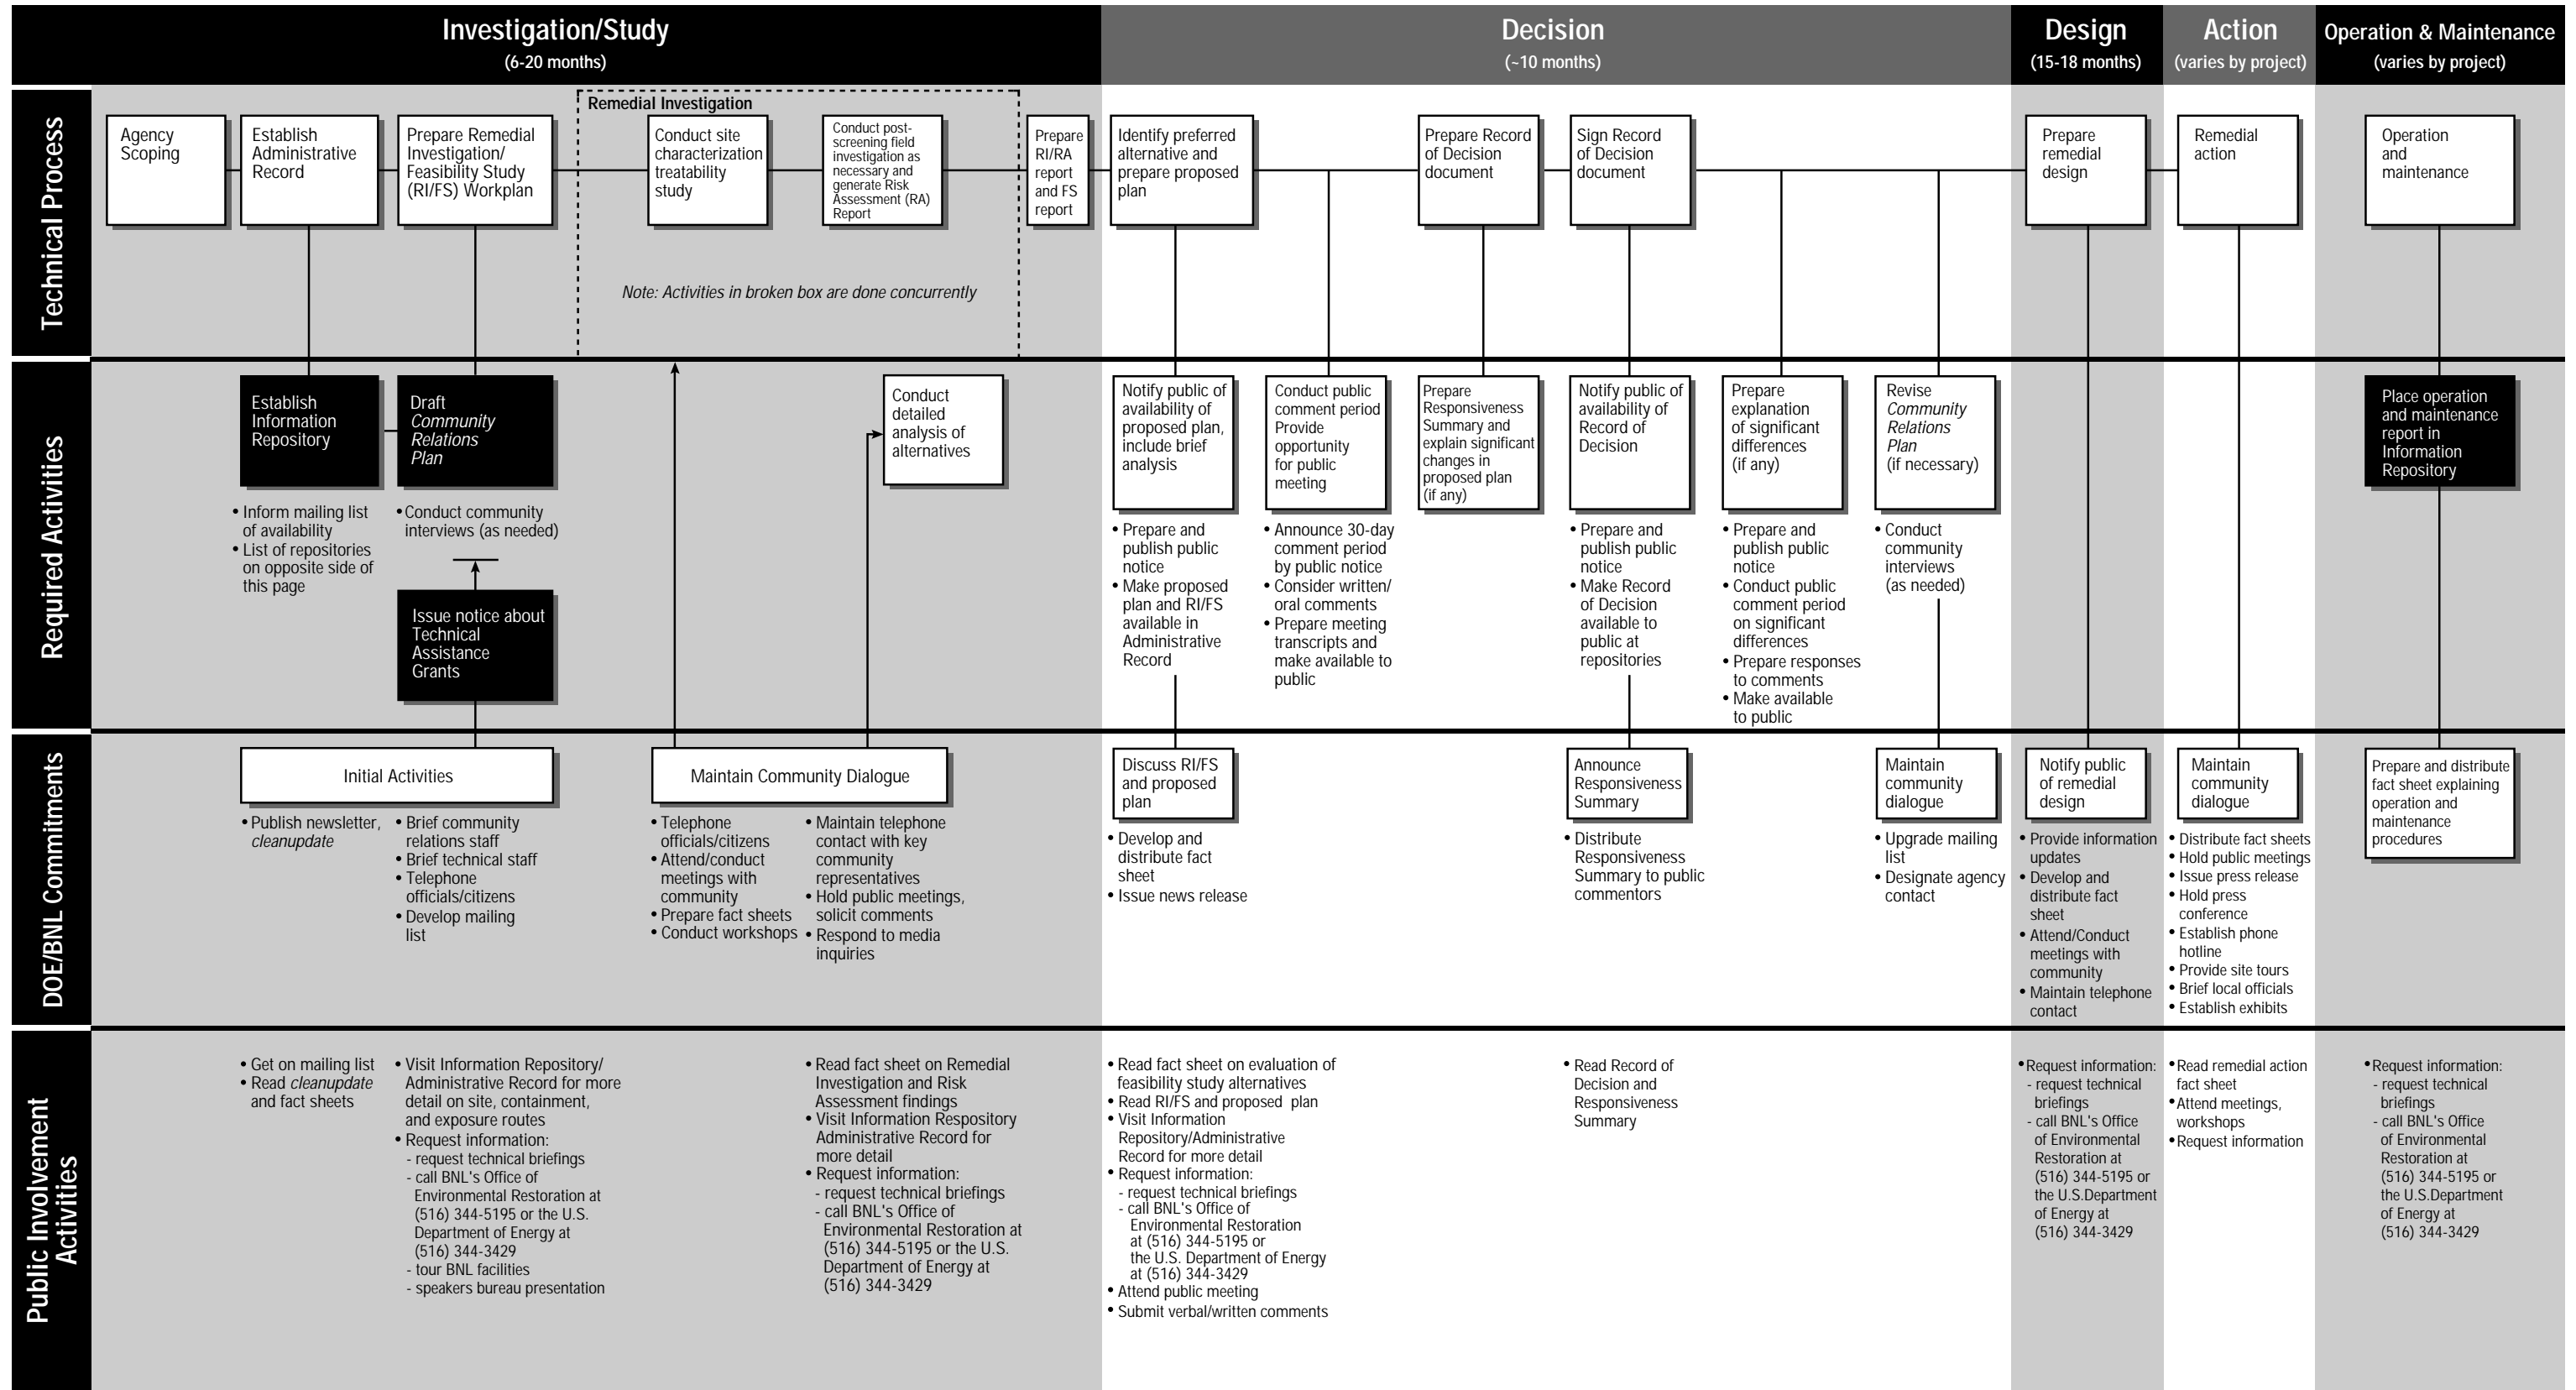 Investigation/Study
(6-20 months)
Decision
(~10 months)
Design
(15-18 months)
Action
(varies by project)
Operation & Maintenance
(varies by project)
Technical Process
Agency
Scoping
Establish
Administrative
Record
Prepare Remedial
Investigation/
Feasibility Study
(RI/FS) Workplan
Remedial Investigation
Conduct site
characterization
treatability
study
Conduct post-
screening field
investigation as
necessary and
generate Risk
Assessment (RA)
Report
Note: Activities in broken box are done concurrently
Prepare
RI/RA
report
and FS
report
Identify preferred
alternative and
prepare proposed
plan
Prepare Record
of Decision
document
Sign Record
of Decision
document
Prepare
remedial
design
Remedial
action
Operation
and
maintenance
Required Activities
Establish
Information
Repository
• Inform mailing list
of availability
• List of repositories
on opposite side of
this page
Draft
Community
Relations
Plan
• Conduct community
interviews (as needed)
Issue notice about
Technical
Assistance
Grants
Conduct
detailed
analysis of
alternatives
Notify public of
availability of
proposed plan,
include brief
analysis
• Prepare and
publish public
notice
• Make proposed
plan and RI/FS
available in
Administrative
Record
Conduct public
comment period
Provide
opportunity
for public
meeting
• Announce 30-day
comment period
by public notice
• Consider written/
oral comments
• Prepare meeting
transcripts and
make available to
public
Prepare
Responsiveness
Summary and
explain significant
changes in
proposed plan
(if any)
Notify public of
availability of
Record of
Decision
• Prepare and
publish public
notice
• Make Record
of Decision
available to
public at
repositories
Prepare
explanation
of significant
differences
(if any)
• Prepare and
publish public
notice
• Conduct public
comment period
on significant
differences
• Prepare responses
to comments
• Make available
to public
Revise
Community
Relations
Plan
(if necessary)
• Conduct
community
interviews
(as needed)
Place operation
and maintenance
report in
Information
Repository
DOE/BNL Commitments
Initial Activities
• Publish newsletter,
cleanupdate
• Brief community
relations staff
• Brief technical staff
• Telephone
officials/citizens
• Develop mailing
list
Maintain Community Dialogue
• Telephone
officials/citizens
• Attend/conduct
meetings with
community
• Prepare fact sheets
• Conduct workshops
• Maintain telephone
contact with key
community
representatives
• Hold public meetings,
solicit comments
• Respond to media
inquiries
Discuss RI/FS
and proposed
plan
• Develop and
distribute fact
sheet
• Issue news release
Announce
Responsiveness
Summary
• Distribute
Responsiveness
Summary to public
commentors
Maintain
community
dialogue
• Upgrade mailing
list
• Designate agency
contact
Notify public
of remedial
design
• Provide information
updates
• Develop and
distribute fact
sheet
• Attend/Conduct
meetings with
community
• Maintain telephone
contact
Maintain
community
dialogue
• Distribute fact sheets
• Hold public meetings
• Issue press release
• Hold press
conference
• Establish phone
hotline
• Provide site tours
• Brief local officials
• Establish exhibits
Prepare and distribute
fact sheet explaining
operation and
maintenance
procedures
Public Involvement
Activities
• Get on mailing list
• Read cleanupdate
and fact sheets
• Visit Information Repository/
Administrative Record for more
detail on site, containment,
and exposure routes
• Request information:
- request technical briefings
- call BNL's Office of
Environmental Restoration at
(516) 344-5195 or the U.S.
Department of Energy at
(516) 344-3429
- tour BNL facilities
- speakers bureau presentation
• Read fact sheet on Remedial
Investigation and Risk
Assessment findings
• Visit Information Respository
Administrative Record for
more detail
• Request information:
- request technical briefings
- call BNL's Office of
Environmental Restoration at
(516) 344-5195 or the U.S.
Department of Energy at
(516) 344-3429
• Read fact sheet on evaluation of
feasibility study alternatives
• Read RI/FS and proposed plan
• Visit Information
Repository/Administrative
Record for more detail
• Request information:
- request technical briefings
- call BNL's Office of
Environmental Restoration
at (516) 344-5195 or
the U.S. Department of Energy
at (516) 344-3429
• Attend public meeting
• Submit verbal/written comments
• Read Record of
Decision and
Responsiveness
Summary
• Request information:
- request technical
briefings
- call BNL's Office
of Environmental
Restoration at
(516) 344-5195 or
the U.S.Department
of Energy at
(516) 344-3429
• Read remedial action
fact sheet
• Attend meetings,
workshops
• Request information
• Request information:
- request technical
briefings
- call BNL's Office
of Environmental
Restoration at
(516) 344-5195 or
the U.S.Department
of Energy at
(516) 344-3429